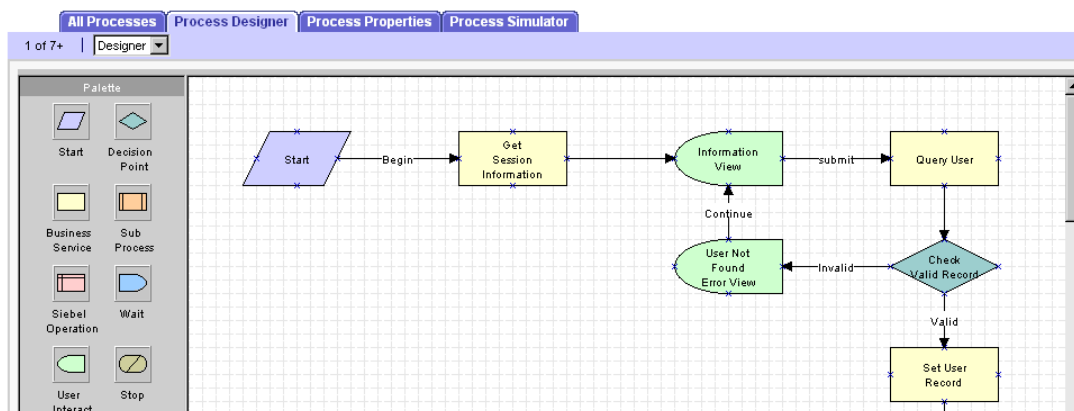 All Processes
Process Designer
Process Properties
Process Simulator
1 of 7+
Designer
Palette
Start
Decision
Point
Business
Service
Sub
Process
Siebel
Operation
Wait
User
Interact
Stop
Start
Begin
Get
Session
Information
Information
View
submit
Query User
Continue
User Not
Found
Error View
Invalid
Check
Valid Record
Valid
Set User
Record